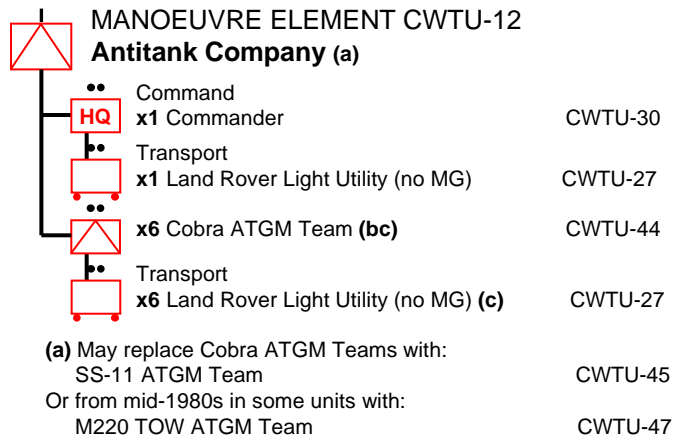 MANOEUVRE ELEMENT CWTU-12
Antitank Company (a)
Command
HQ x1 Commander CWTU-30
Transport
x1 Land Rover Light Utility (no MG) CWTU-27
x6 Cobra ATGM Team (bc) CWTU-44
Transport
x6 Land Rover Light Utility (no MG) (c) CWTU-27
(a) May replace Cobra ATGM Teams with:
SS-11 ATGM Team CWTU-45
Or from mid-1980s in some units with:
M220 TOW ATGM Team CWTU-47